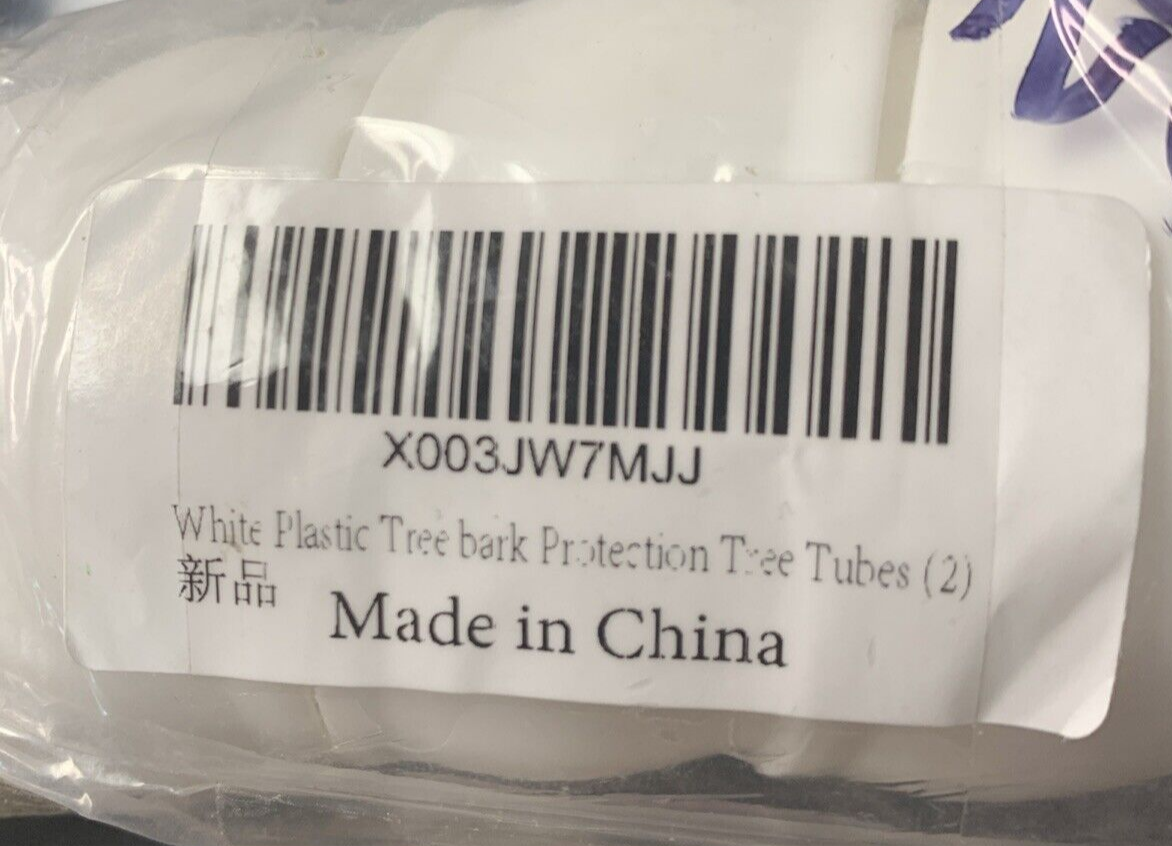 X003JW7MJJ
White Plastic Tree bark Protection Tree Tubes (2)
新品
Made in China